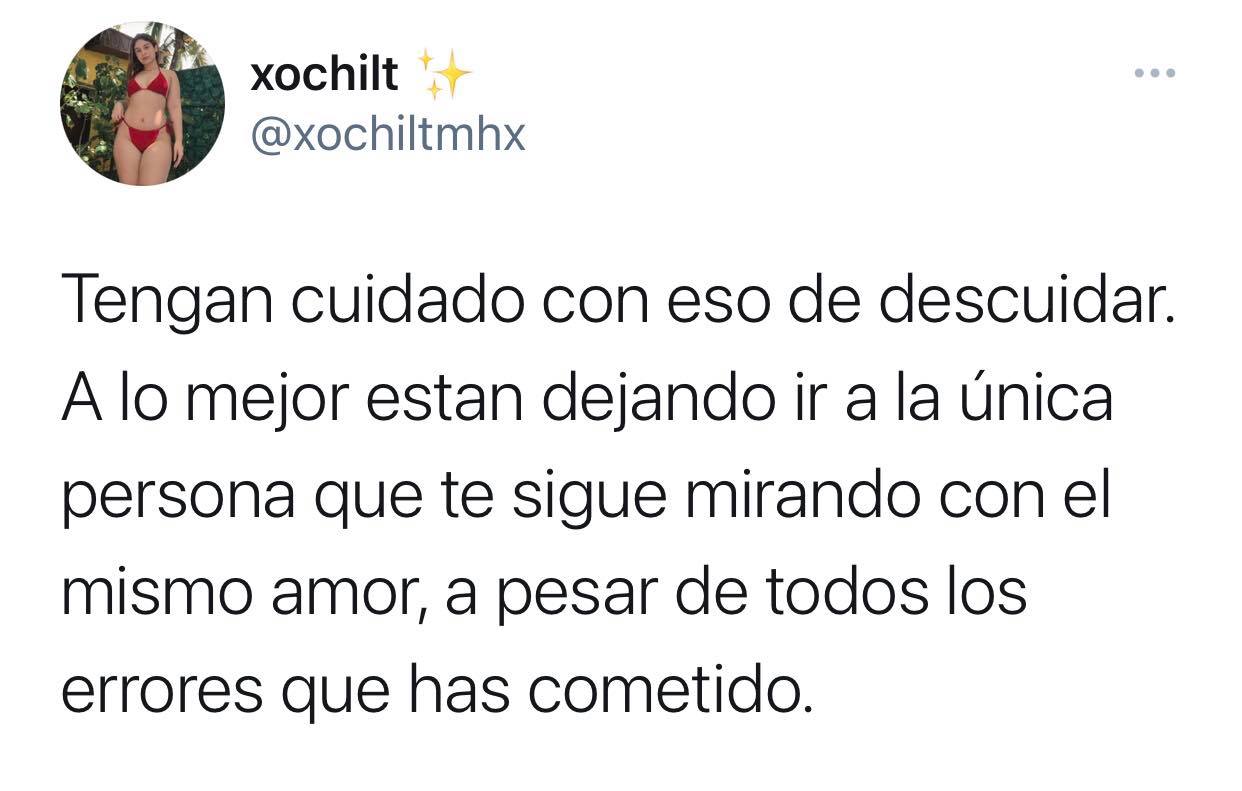 xochilt ✨
@xochiltmhx
Tengan cuidado con eso de descuidar.
A lo mejor estan dejando ir a la única
persona que te sigue mirando con el
mismo amor, a pesar de todos los
errores que has cometido.